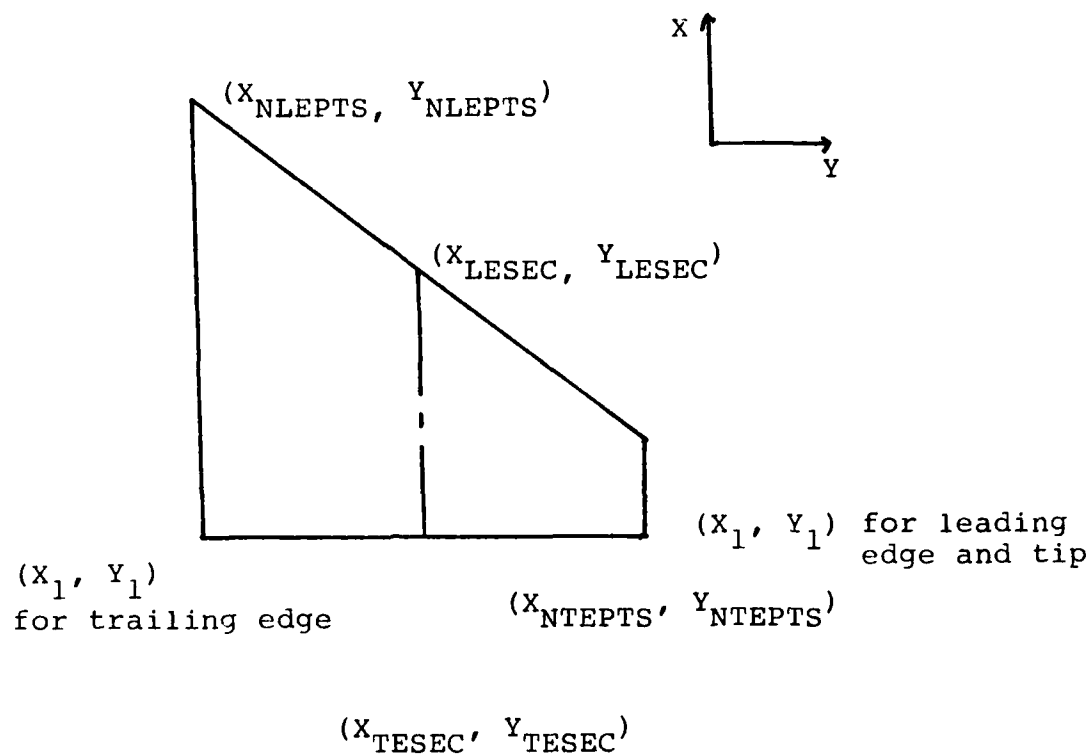 X
Y
(X_NLEPTS, Y_NLEPTS)
(X_LESEC, Y_LESEC)
(X_1, Y_1) for leading
edge and tip
(X_1, Y_1)
for trailing edge
(X_NTEPTS, Y_NTEPTS)
(X_TESEC, Y_TESEC)